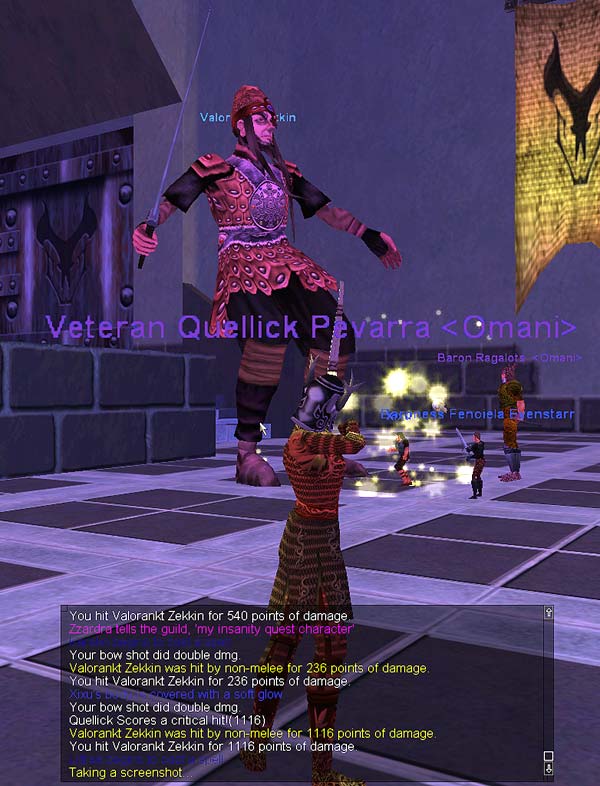 Valorankt Zekkin
Veteran Quellick Pevarra <Omani>
Baron Ragalots <Omani>
Fenoiela Evenstarr
You hit Valorankt Zekkin for 540 points of damage.
Zzardra tells the guild, 'my insanity quest character'
Your bow shot did double dmg.
Valorankt Zekkin was hit by non-melee for 236 points of damage.
You hit Valorankt Zekkin for 236 points of damage.
Xixu's body is covered with a soft glow.
Your bow shot did double dmg.
Quellick Scores a critical hit!(1116)
Valorankt Zekkin was hit by non-melee for 1116 points of damage.
You hit Valorankt Zekkin for 1116 points of damage.
spell
Taking a screenshot...